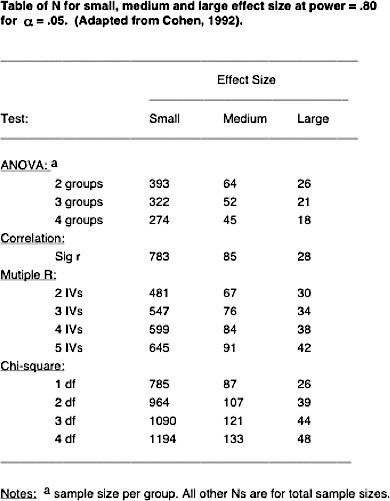 Table of N for small, medium and large effect size at power = .80
for α = .05. (Adapted from Cohen, 1992).
Effect Size
Test: Small Medium Large
ANOVA: a
2 groups 393 64 26
3 groups 322 52 21
4 groups 274 45 18
Correlation:
Sig r 783 85 28
Mutiple R:
2 IVs 481 67 30
3 IVs 547 76 34
4 IVs 599 84 38
5 IVs 645 91 42
Chi-square:
1 df 785 87 26
2 df 964 107 39
3 df 1090 121 44
4 df 1194 133 48
Notes: a sample size per group. All other Ns are for total sample sizes.